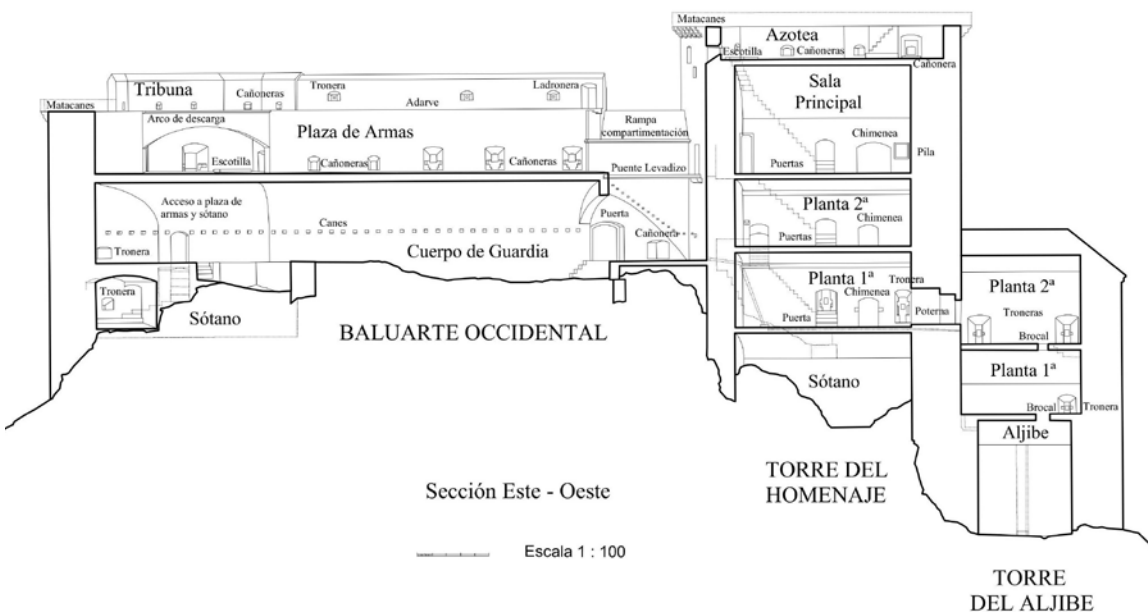 Matacanes
Azotea
Escotilla
Cañoneras
Cañonera
Tribuna
Cañoneras
Tronera
Ladronera
Matacanes
Adarve
Sala
Principal
Arco de descarga
Plaza de Armas
Rampa
compartimentación
Chimenea
Escotilla
Cañoneras
Cañoneras
Puente Levadizo
Puertas
Pila
Acceso a plaza de
armas y sótano
Canes
Puerta
Planta 2ª
Chimenea
Cañonera
Puertas
Tronera
Cuerpo de Guardia
Tronera
Sótano
Planta 1ª
Tronera
Chimenea
Puerta
Poterna
Planta 2ª
Troneras
Brocal
BALUARTE OCCIDENTAL
Sótano
Planta 1ª
Brocal
Tronera
Aljibe
TORRE DEL
HOMENAJE
Sección Este - Oeste
Escala 1 : 100
TORRE
DEL ALJIBE